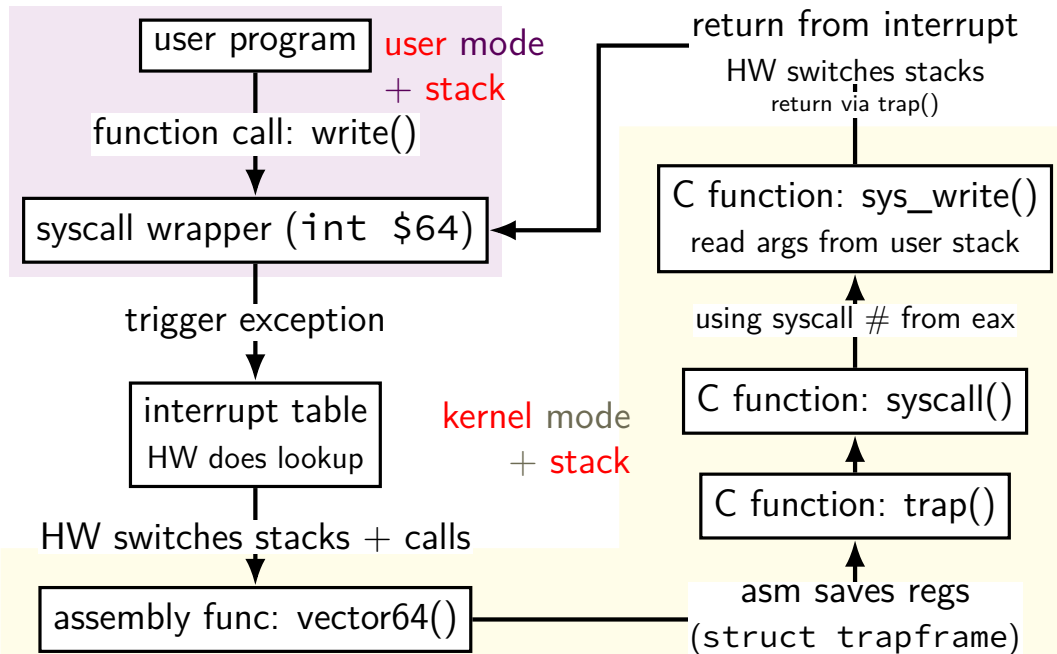 user program
user mode
+ stack
function call: write()
syscall wrapper (int $64)
trigger exception
interrupt table
HW does lookup
kernel mode
+ stack
HW switches stacks + calls
assembly func: vector64()
asm saves regs
(struct trapframe)
C function: trap()
C function: syscall()
using syscall # from eax
C function: sys_write()
read args from user stack
return from interrupt
HW switches stacks
return via trap()